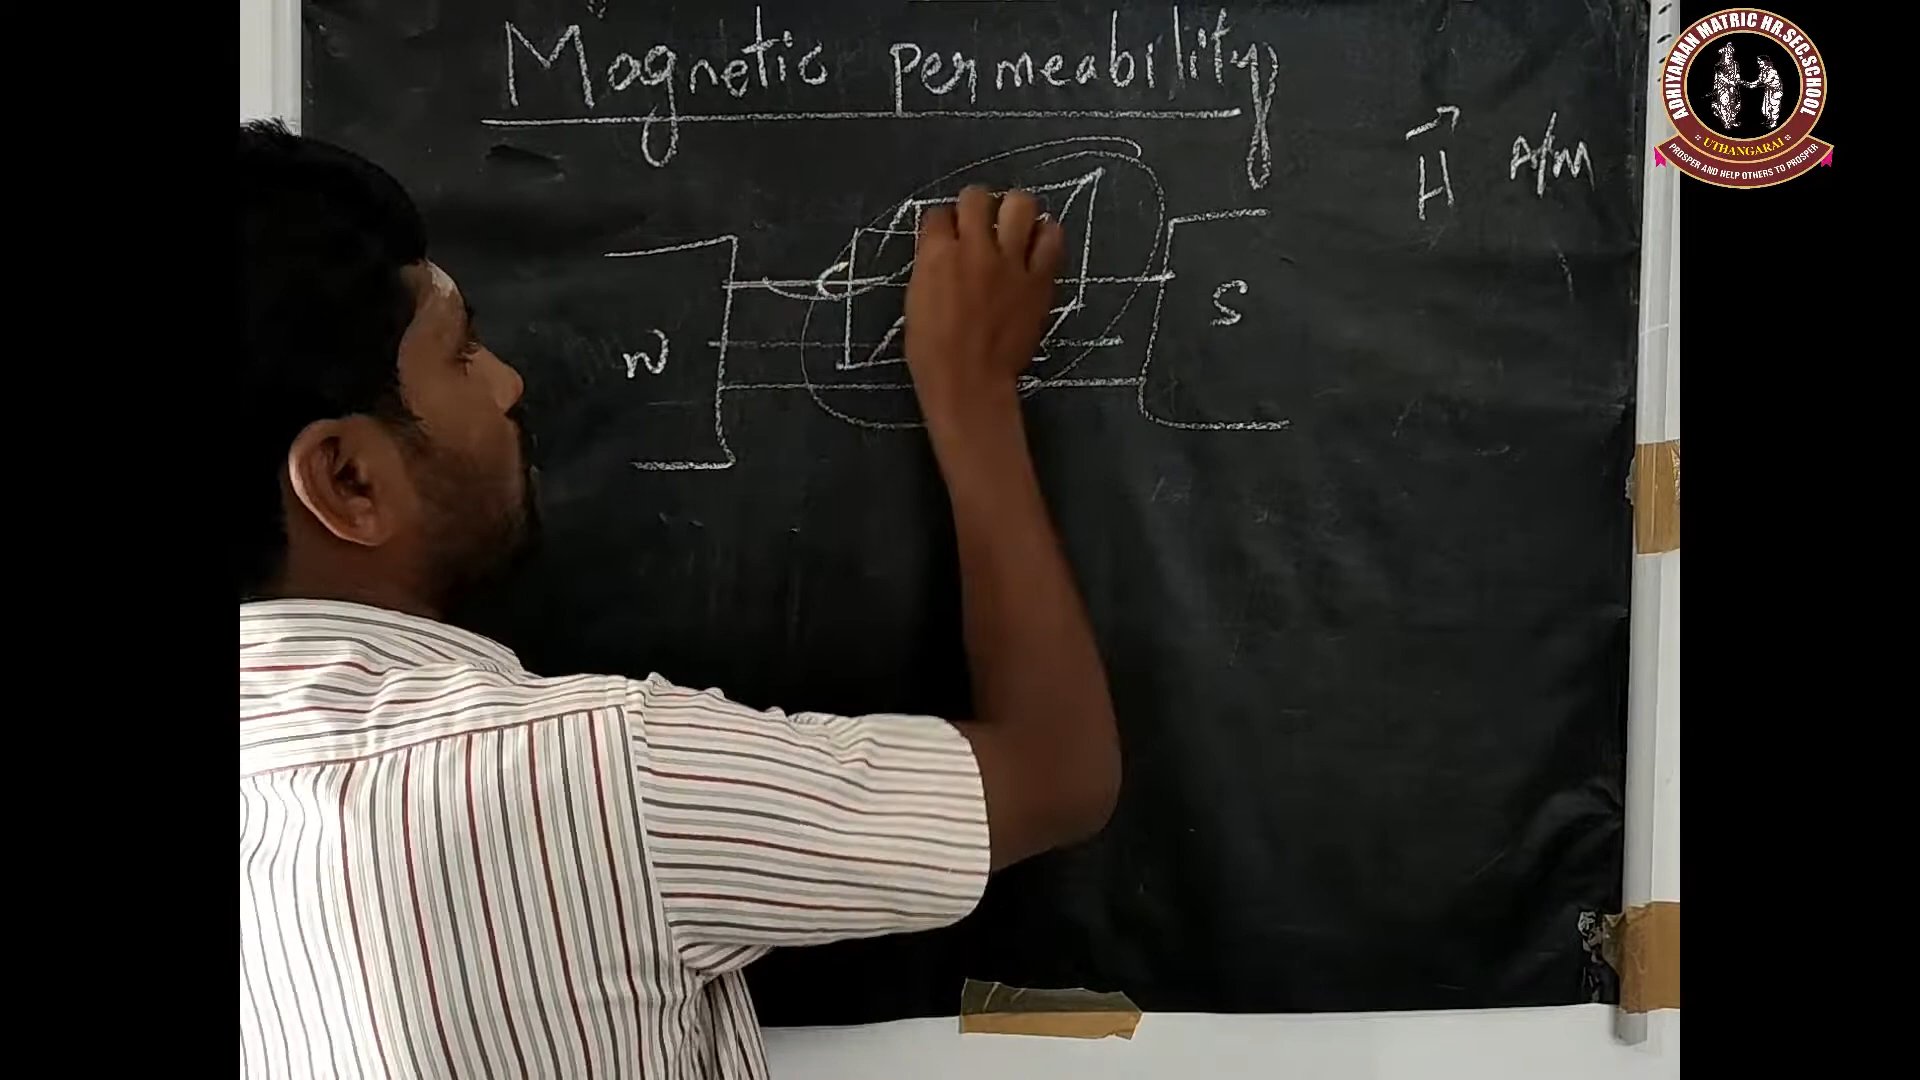 Magnetic permeability
H A/M
N S
ADHIYAMAN MATRIC HR.SEC.SCHOOL
:: UTHANGARAI ::
PROSPER AND HELP OTHERS TO PROSPER